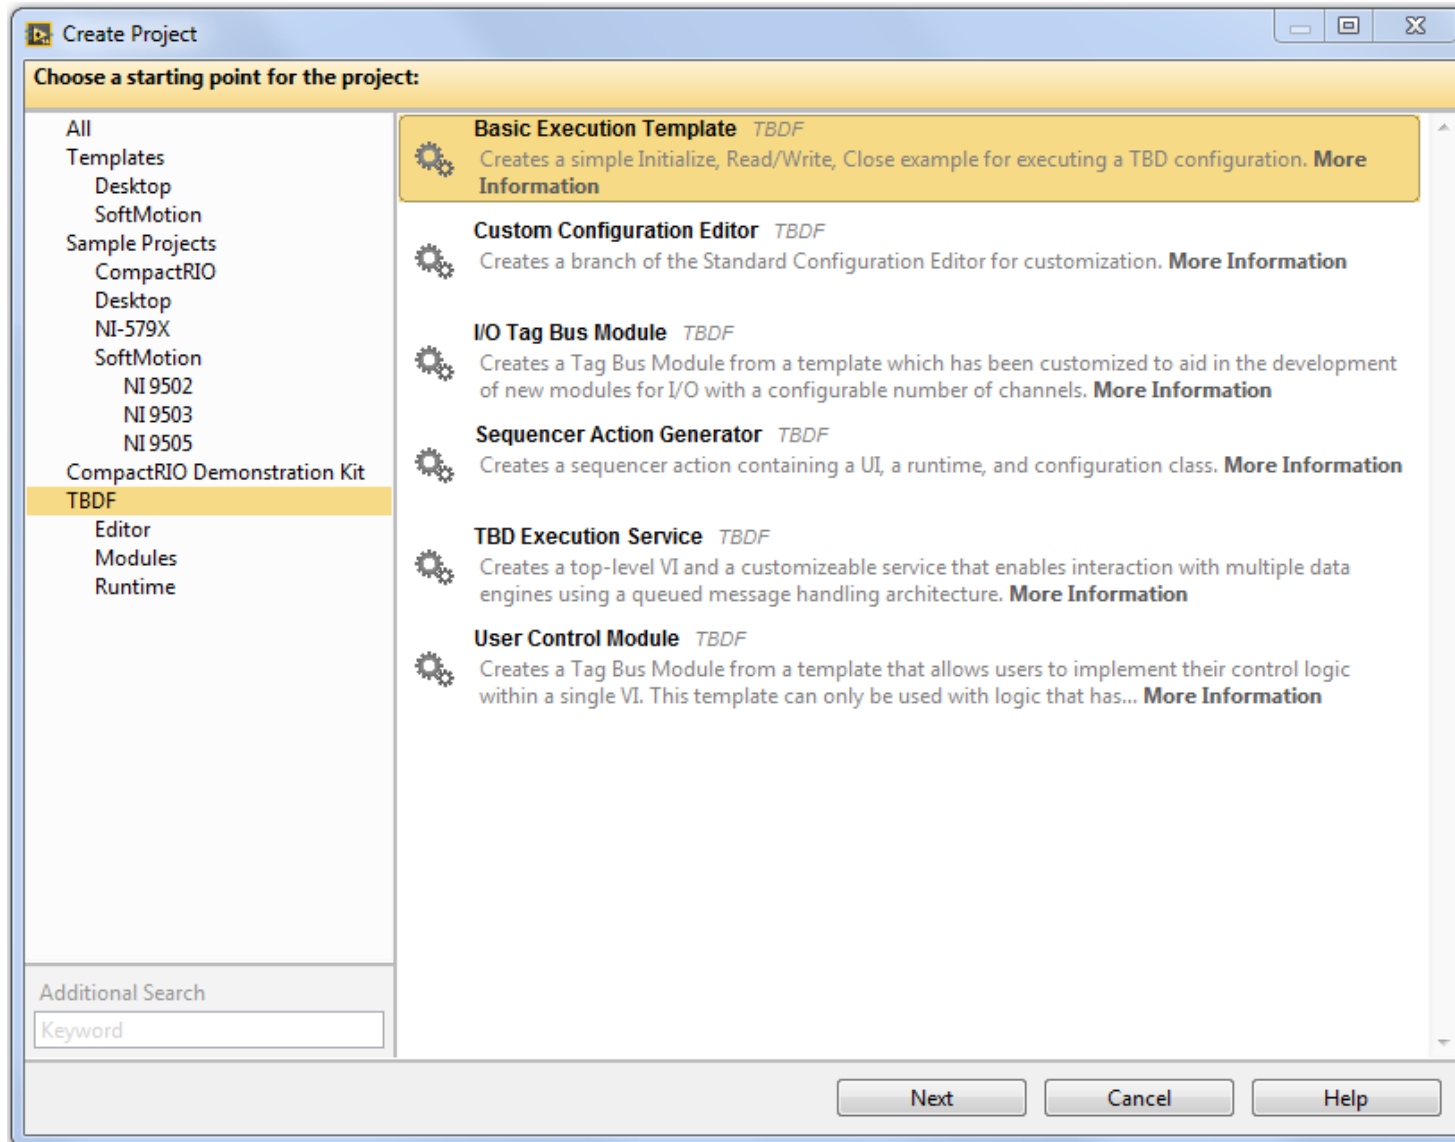 Create Project
Choose a starting point for the project:
All
Templates
Desktop
SoftMotion
Sample Projects
CompactRIO
Desktop
NI-579X
SoftMotion
NI 9502
NI 9503
NI 9505
CompactRIO Demonstration Kit
TBDF
Editor
Modules
Runtime
Additional Search
Keyword
Basic Execution Template TBDF
Creates a simple Initialize, Read/Write, Close example for executing a TBD configuration. More
Information
Custom Configuration Editor TBDF
Creates a branch of the Standard Configuration Editor for customization. More Information
I/O Tag Bus Module TBDF
Creates a Tag Bus Module from a template which has been customized to aid in the development
of new modules for I/O with a configurable number of channels. More Information
Sequencer Action Generator TBDF
Creates a sequencer action containing a UI, a runtime, and configuration class. More Information
TBD Execution Service TBDF
Creates a top-level VI and a customizeable service that enables interaction with multiple data
engines using a queued message handling architecture. More Information
User Control Module TBDF
Creates a Tag Bus Module from a template that allows users to implement their control logic
within a single VI. This template can only be used with logic that has... More Information
Next
Cancel
Help